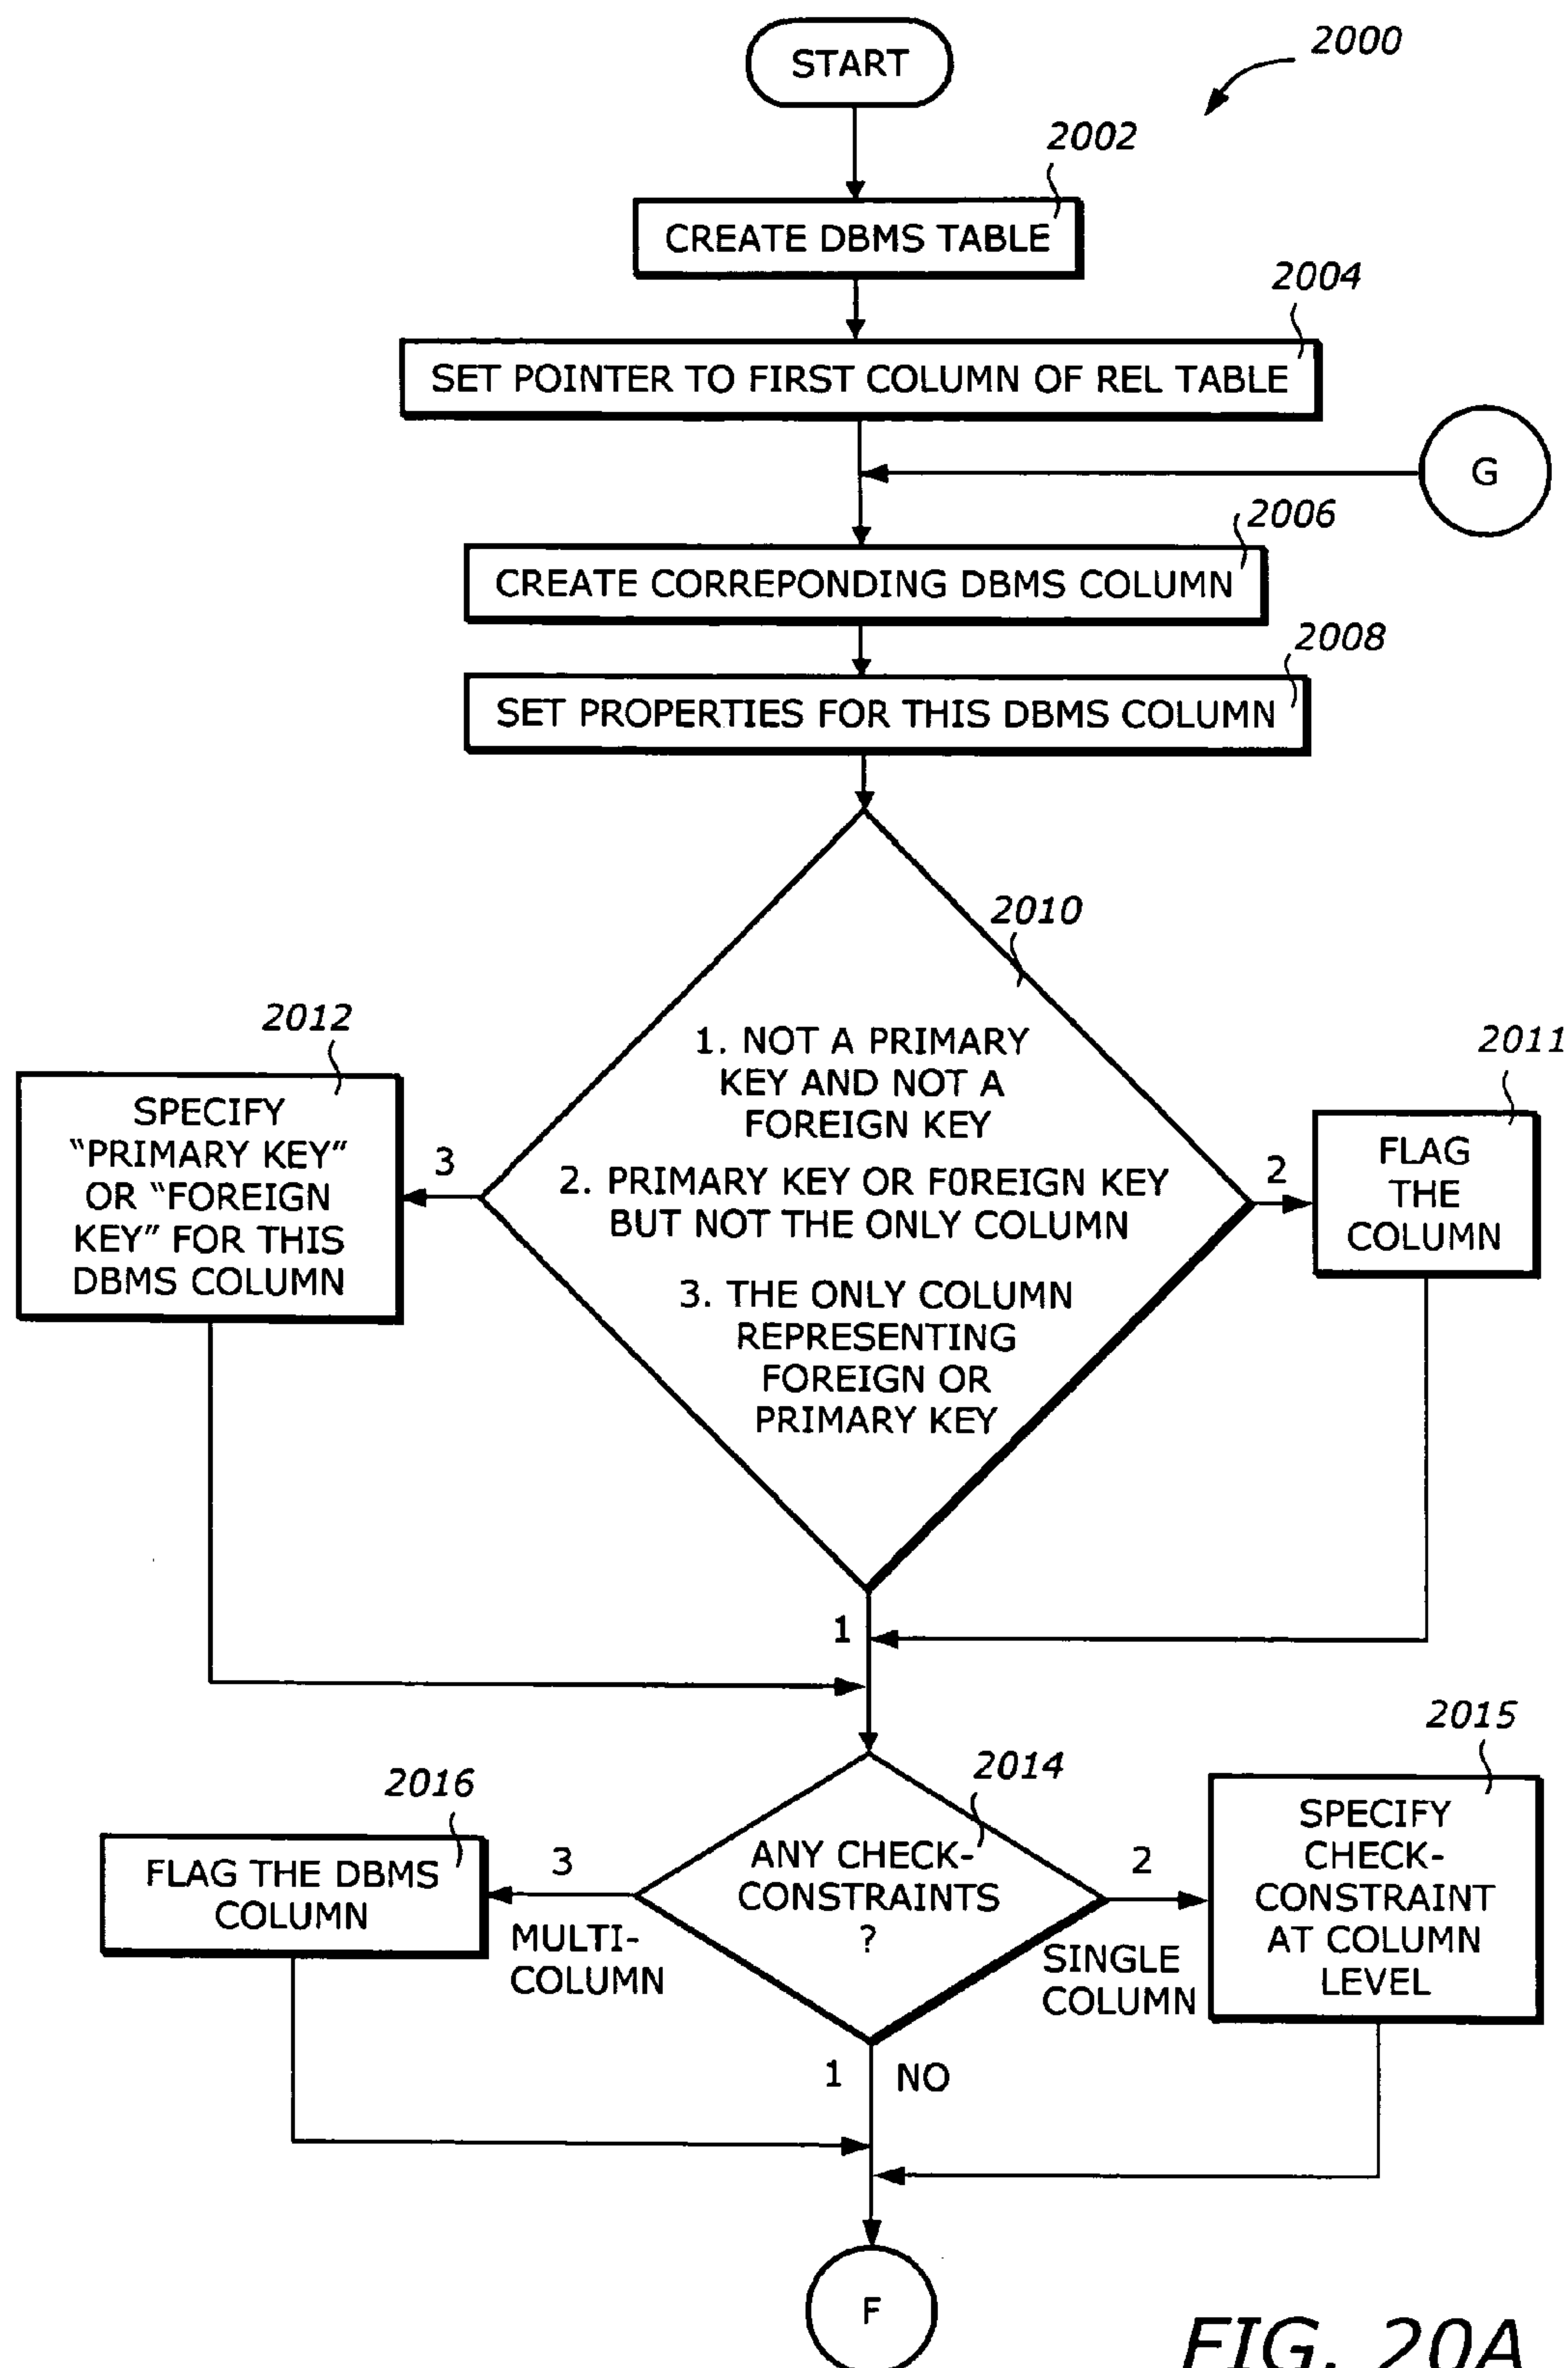 START
2000
2002
CREATE DBMS TABLE
2004
SET POINTER TO FIRST COLUMN OF REL TABLE
G
2006
CREATE CORREPONDING DBMS COLUMN
2008
SET PROPERTIES FOR THIS DBMS COLUMN
2010
1. NOT A PRIMARY
KEY AND NOT A
FOREIGN KEY
2. PRIMARY KEY OR FOREIGN KEY
BUT NOT THE ONLY COLUMN
3. THE ONLY COLUMN
REPRESENTING
FOREIGN OR
PRIMARY KEY
2012
SPECIFY
"PRIMARY KEY"
OR "FOREIGN
KEY" FOR THIS
DBMS COLUMN
3
2
2011
FLAG
THE
COLUMN
1
2014
ANY CHECK-
CONSTRAINTS
?
2016
FLAG THE DBMS
COLUMN
3
MULTI-
COLUMN
2
SINGLE
COLUMN
2015
SPECIFY
CHECK-
CONSTRAINT
AT COLUMN
LEVEL
1 NO
F
FIG. 20A